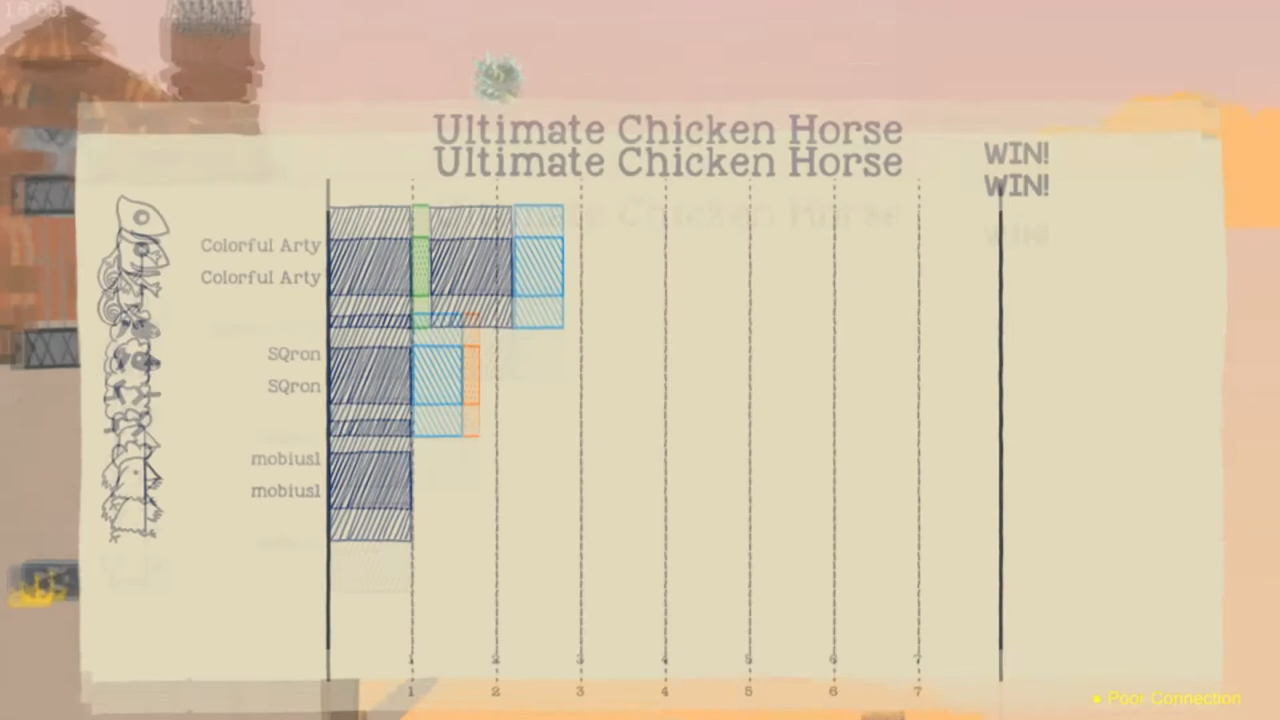 Ultimate Chicken Horse
Ultimate Chicken Horse
WIN!
WIN!
Colorful Arty
Colorful Arty
SQron
SQron
mobius1
mobius1
1 2 3 4 5 6 7
1 2 3 4 5 6 7
• Poor Connection